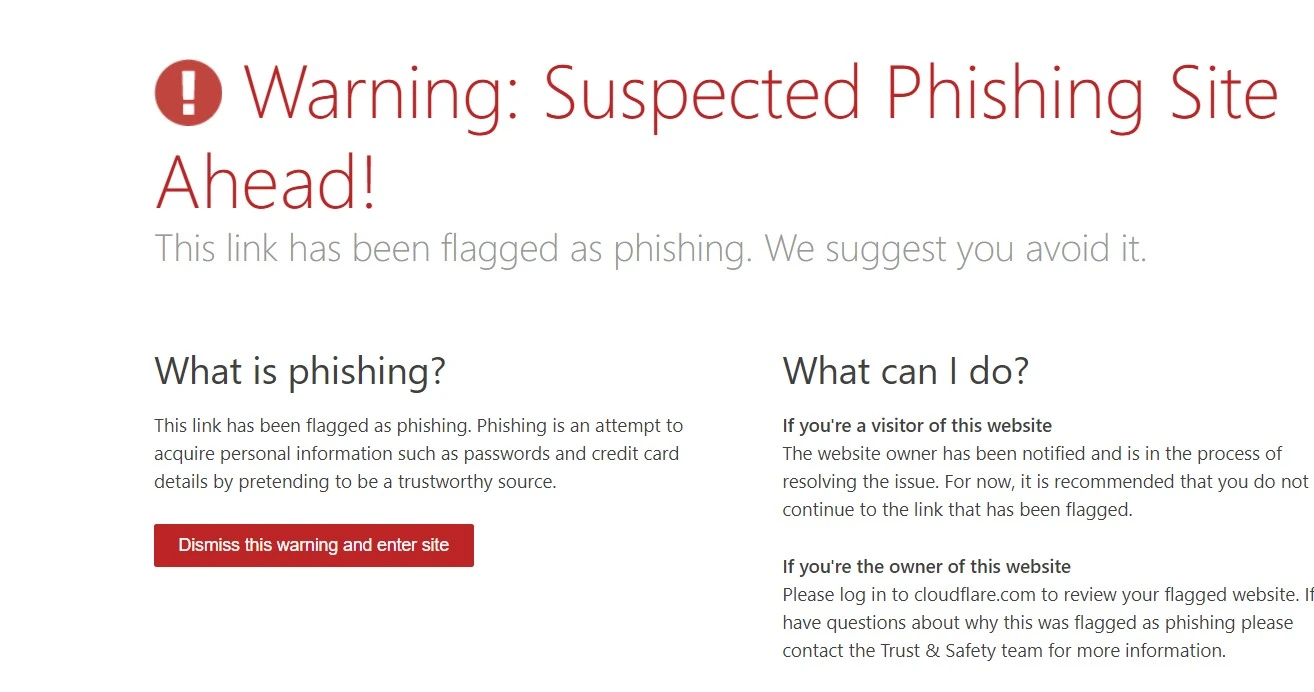 Warning: Suspected Phishing Site
Ahead!
This link has been flagged as phishing. We suggest you avoid it.
What is phishing?
This link has been flagged as phishing. Phishing is an attempt to
acquire personal information such as passwords and credit card
details by pretending to be a trustworthy source.
Dismiss this warning and enter site
What can I do?
If you're a visitor of this website
The website owner has been notified and is in the process of
resolving the issue. For now, it is recommended that you do not
continue to the link that has been flagged.
If you're the owner of this website
Please log in to cloudflare.com to review your flagged website. If
have questions about why this was flagged as phishing please
contact the Trust & Safety team for more information.